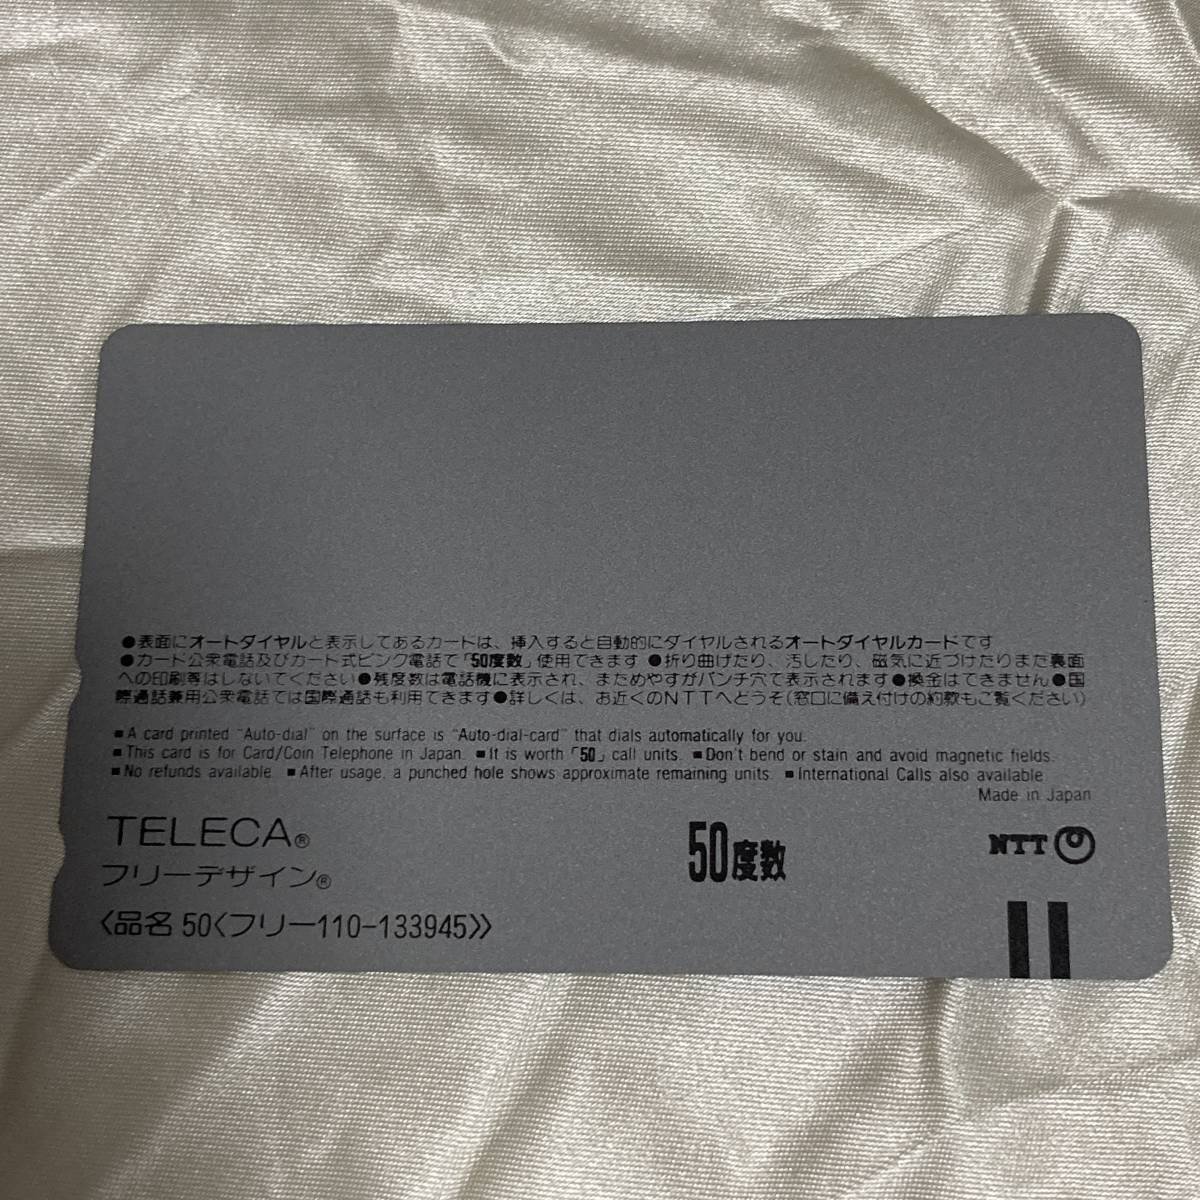 ●表面にオートダイヤルと表示してあるカードは、挿入すると自動的にダイヤルされるオートダイヤルカードです
●カード公衆電話及びカード式ピンク電話で「50度数」使用できます ●折り曲げたり、汚したり、磁気に近づけたりまた裏面
への印刷等はしないでください●残度数は電話機に表示され、まためやすがパンチ穴で表示されます●換金はできません●国
際通話兼用公衆電話では国際通話も利用できます●詳しくは、お近くのNTTへどうぞ(窓口に備え付けの約款もご覧ください)
■A card printed "Auto-dial" on the surface is "Auto-dial-card" that dials automatically for you.
■This card is for Card/Coin Telephone in Japan. ■It is worth「50」call units. ■Don't bend or stain and avoid magnetic fields.
■No refunds available. ■After usage, a punched hole shows approximate remaining units. ■International Calls also available.
Made in Japan
TELECA®
フリーデザイン®
50度数
NTT
〈品名 50〈フリー110-133945〉〉